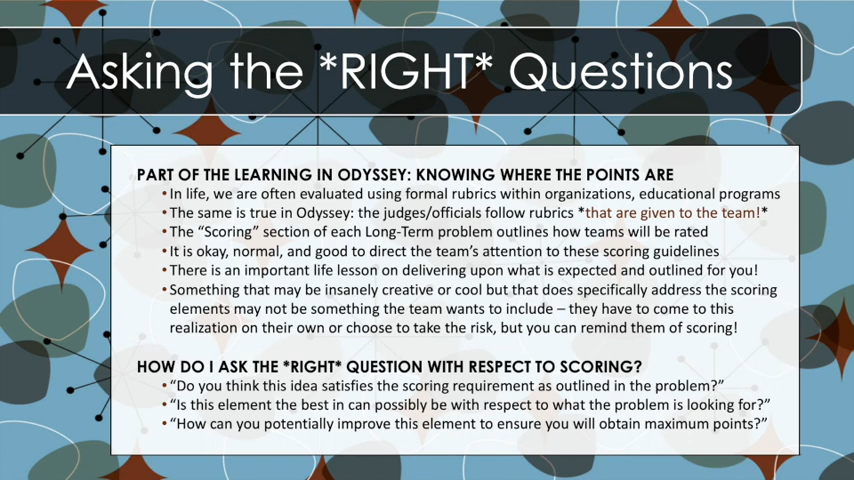 Asking the *RIGHT* Questions
PART OF THE LEARNING IN ODYSSEY: KNOWING WHERE THE POINTS ARE
• In life, we are often evaluated using formal rubrics within organizations, educational programs
• The same is true in Odyssey: the judges/officials follow rubrics *that are given to the team!*
• The “Scoring” section of each Long-Term problem outlines how teams will be rated
• It is okay, normal, and good to direct the team’s attention to these scoring guidelines
• There is an important life lesson on delivering upon what is expected and outlined for you!
• Something that may be insanely creative or cool but that does specifically address the scoring
elements may not be something the team wants to include – they have to come to this
realization on their own or choose to take the risk, but you can remind them of scoring!
HOW DO I ASK THE *RIGHT* QUESTION WITH RESPECT TO SCORING?
• “Do you think this idea satisfies the scoring requirement as outlined in the problem?”
• “Is this element the best in can possibly be with respect to what the problem is looking for?”
• “How can you potentially improve this element to ensure you will obtain maximum points?”